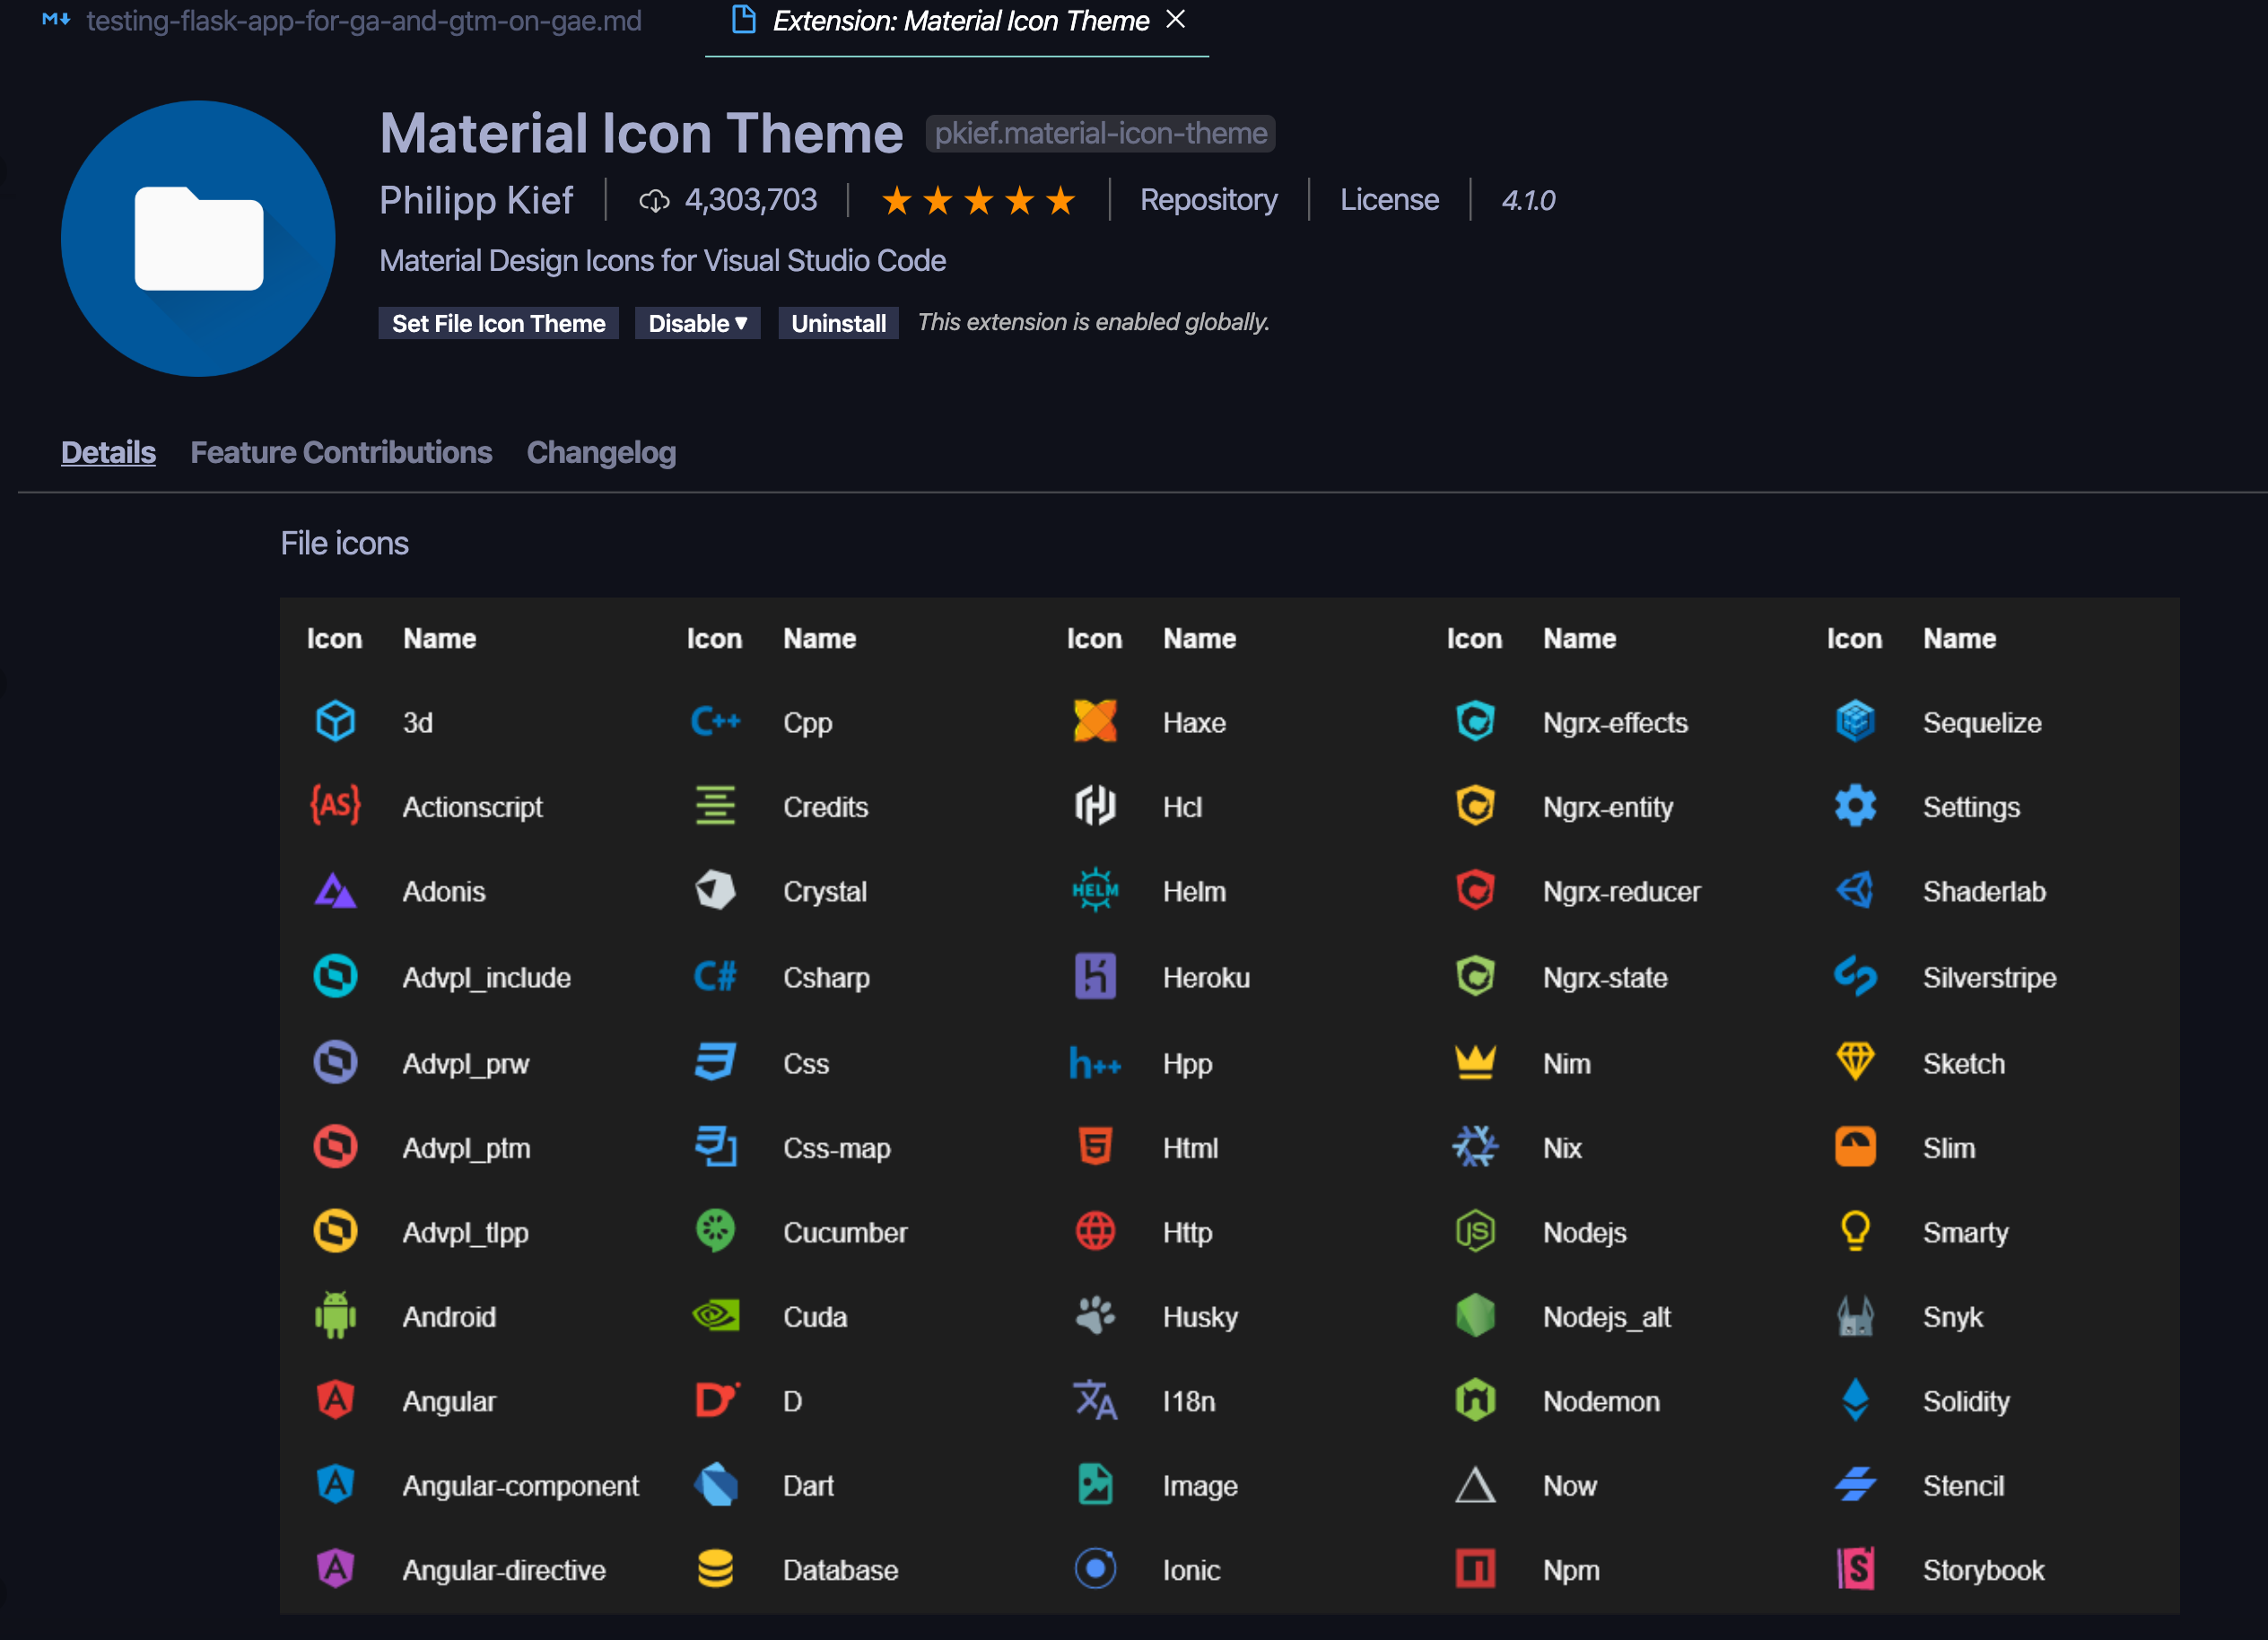 testing-flask-app-for-ga-and-gtm-on-gae.md Extension: Material Icon Theme
Material Icon Theme pkief.material-icon-theme
Philipp Kief 4,303,703 Repository License 4.1.0
Material Design Icons for Visual Studio Code
Set File Icon Theme Disable Uninstall This extension is enabled globally.
Details Feature Contributions Changelog
File icons
Icon Name Icon Name Icon Name Icon Name Icon Name
3d C++ Cpp Haxe Ngrx-effects Sequelize
{AS} Actionscript Credits Hcl Ngrx-entity Settings
Adonis Crystal HELM Helm Ngrx-reducer Shaderlab
Advpl_include C# Csharp Heroku Ngrx-state Silverstripe
Advpl_prw Css h++ Hpp Nim Sketch
Advpl_ptm Css-map 5 Html Nix Slim
Advpl_tlpp Cucumber Http JS Nodejs Smarty
Android Cuda Husky Nodejs_alt Snyk
A Angular D D 文A I18n Nodemon Solidity
A Angular-component Dart Image Now Stencil
A Angular-directive Database Ionic n Npm S Storybook